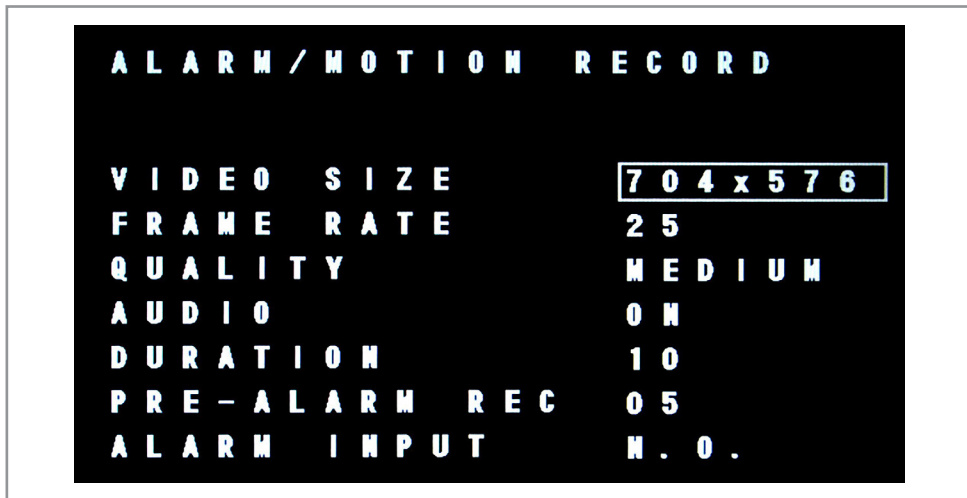 ALARM/MOTION RECORD
VIDEO SIZE 704x576
FRAME RATE 25
QUALITY MEDIUM
AUDIO ON
DURATION 10
PRE-ALARM REC 05
ALARM INPUT N.O.